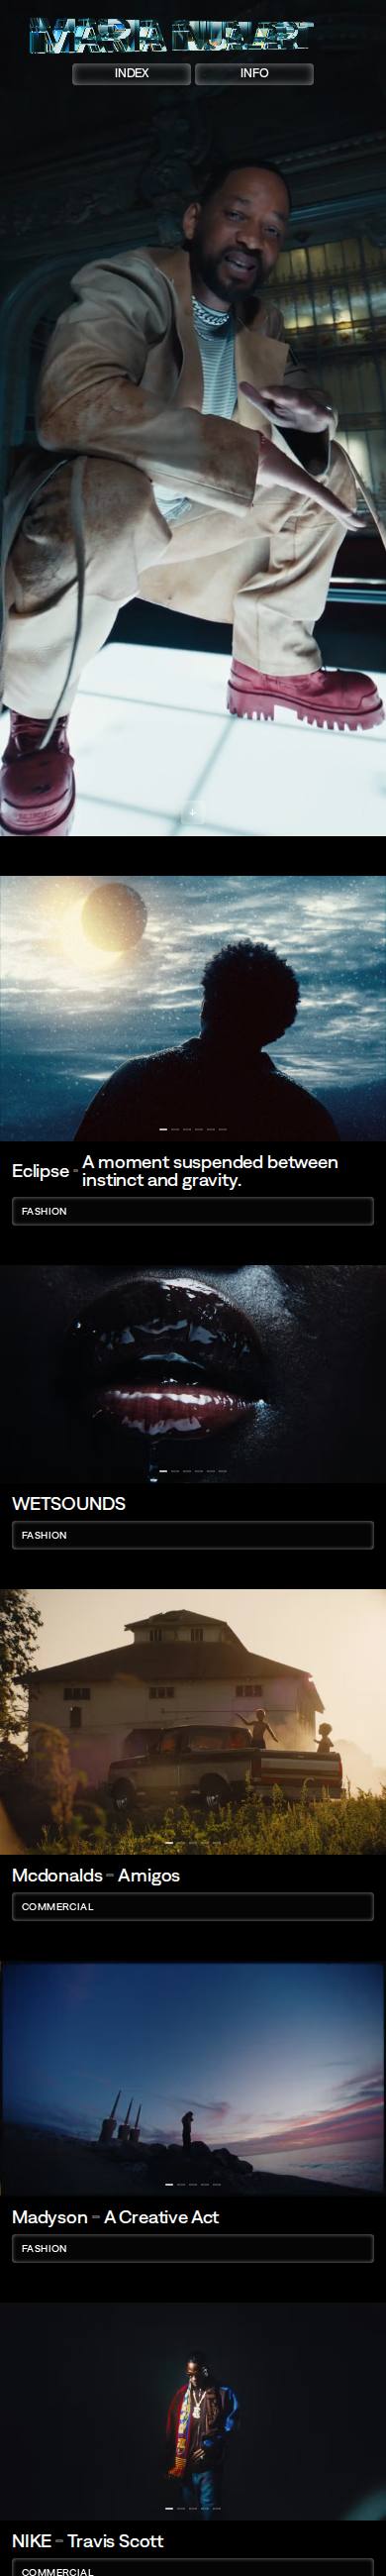 INDEX
INFO
Eclipse - A moment suspended between
instinct and gravity.
FASHION
WETSOUNDS
FASHION
Mcdonalds - Amigos
COMMERCIAL
Madyson - A Creative Act
FASHION
NIKE - Travis Scott
COMMERCIAL